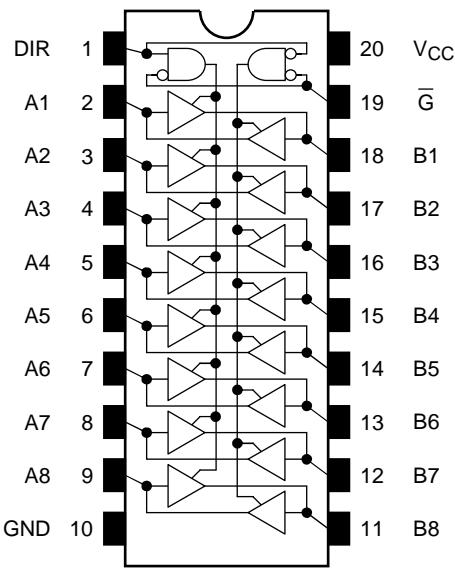 DIR 1 20 VCC
A1 2 19 G̅
A2 3 18 B1
A3 4 17 B2
A4 5 16 B3
A5 6 15 B4
A6 7 14 B5
A7 8 13 B6
A8 9 12 B7
GND 10 11 B8